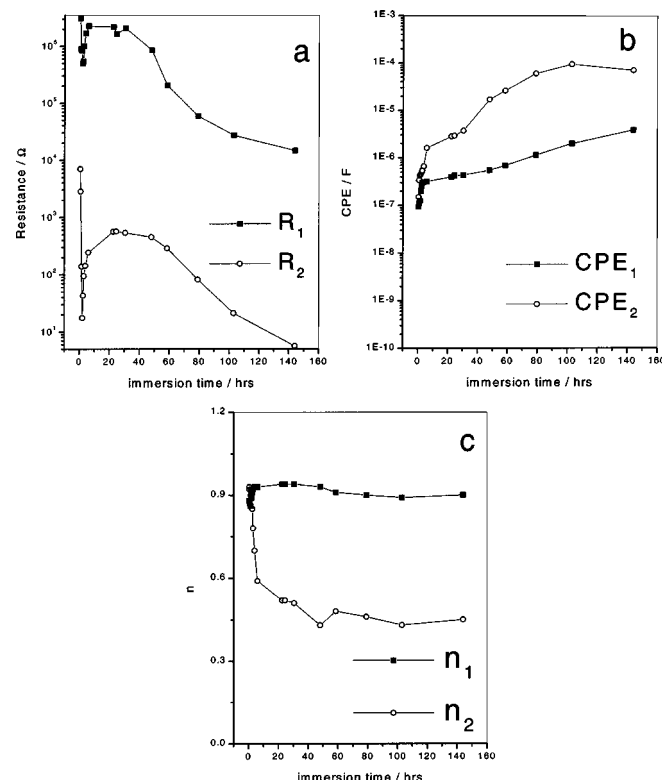 a
Resistance / Ω
10⁶
10⁵
10⁴
10³
10²
10¹
R₁
R₂
0 20 40 60 80 100 120 140 160
immersion time / hrs
b
CPE / F
1E-3
1E-4
1E-5
1E-6
1E-7
1E-8
1E-9
1E-10
CPE₁
CPE₂
0 20 40 60 80 100 120 140 160
immersion time / hrs
c
n
1.2
0.9
0.6
0.3
0.0
n₁
n₂
0 20 40 60 80 100 120 140 160
immersion time / hrs